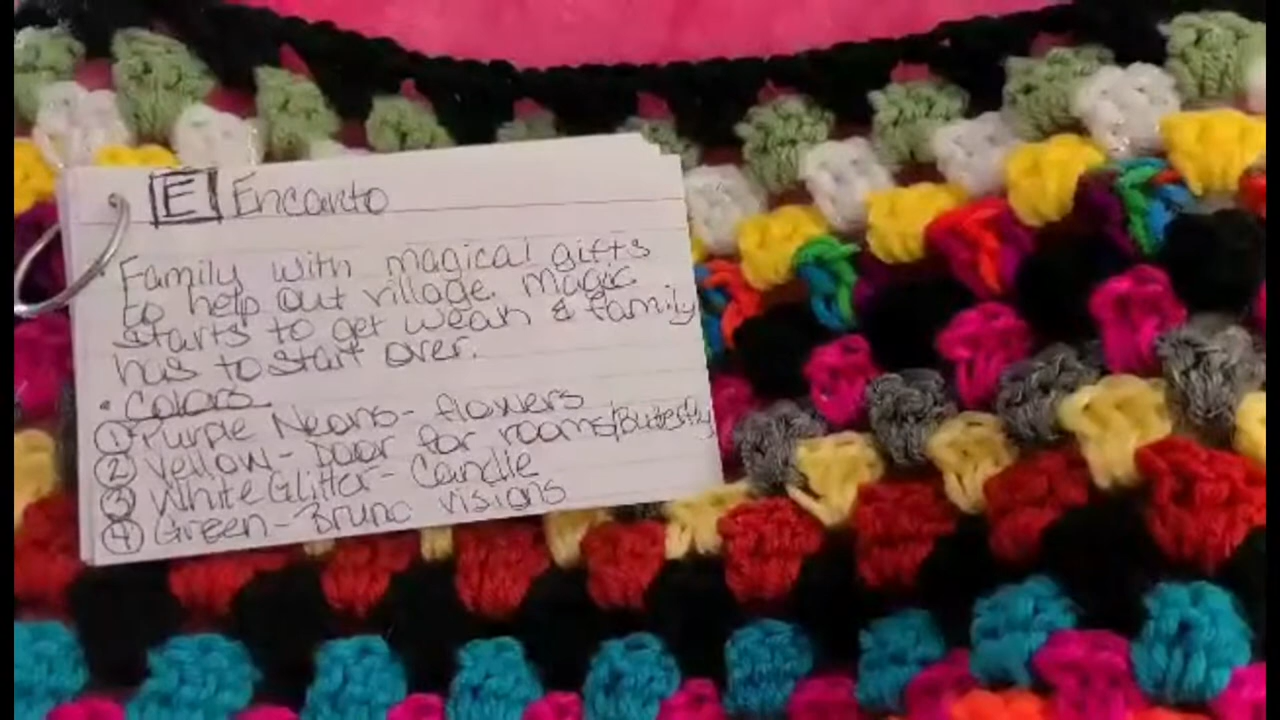 E Encanto
• Family with magical gifts
to help out village. Magic
starts to get weak & family
has to start over.
• Colors
① Purple Neons - flowers
② Yellow - Door for rooms/Butterfly
③ White Glitter - Candle
④ Green - Bruno visions